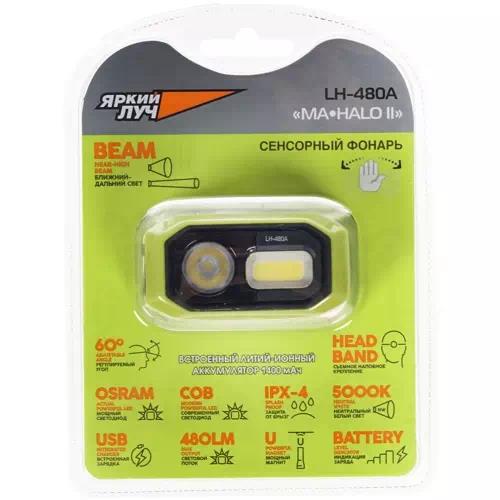 ЯРКИЙ
ЛУЧ
LH-480A
«MA•HALO II»
СЕНСОРНЫЙ ФОНАРЬ
BEAM
NEAR-HIGH
BEAM
БЛИЖНИЙ-
ДАЛЬНИЙ СВЕТ
LH-480A
60°
ADJUSTABLE
ANGLE
РЕГУЛИРУЕМЫЙ
УГОЛ
ВСТРОЕННЫЙ ЛИТИЙ-ИОННЫЙ
АККУМУЛЯТОР 1400 мАч
HEAD
BAND
СЪЕМНОЕ НАЛОБНОЕ
КРЕПЛЕНИЕ
OSRAM
ACTUAL
POWERFUL LED
МОЩНЫЙ
СВЕТОДИОД
COB
MODERN
POWERFUL LED
СОВРЕМЕННЫЙ
СВЕТОДИОД
IPX-4
SPLASH
PROOF
ЗАЩИТА
ОТ БРЫЗГ
5000K
NEUTRAL
WHITE
НЕЙТРАЛЬНЫЙ
БЕЛЫЙ СВЕТ
NW
USB
INTEGRATED
CHARGER
ВСТРОЕННАЯ
ЗАРЯДКА
480LM
OUTPUT
СВЕТОВОЙ
ПОТОК
U
POWERFUL
MAGNET
МОЩНЫЙ
МАГНИТ
BATTERY
LEVEL
INDICATOR
ИНДИКАЦИЯ
ЗАРЯДА